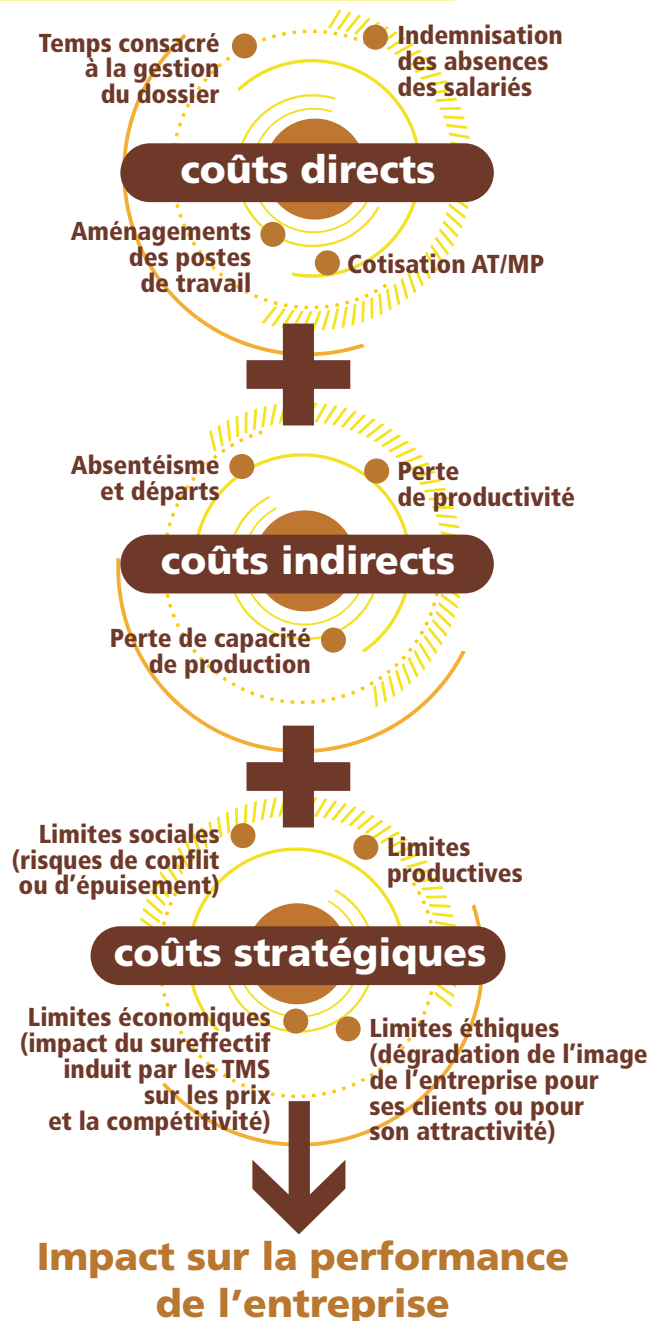 Temps consacré
à la gestion
du dossier
Indemnisation
des absences
des salariés
coûts directs
Aménagements
des postes
de travail
Cotisation AT/MP
Absentéisme
et départs
Perte
de productivité
coûts indirects
Perte de capacité
de production
Limites sociales
(risques de conflit
ou d’épuisement)
Limites
productives
coûts stratégiques
Limites économiques
(impact du sureffectif
induit par les TMS
sur les prix
et la compétitivité)
Limites éthiques
(dégradation de l’image
de l’entreprise pour
ses clients ou pour
son attractivité)
Impact sur la performance
de l’entreprise